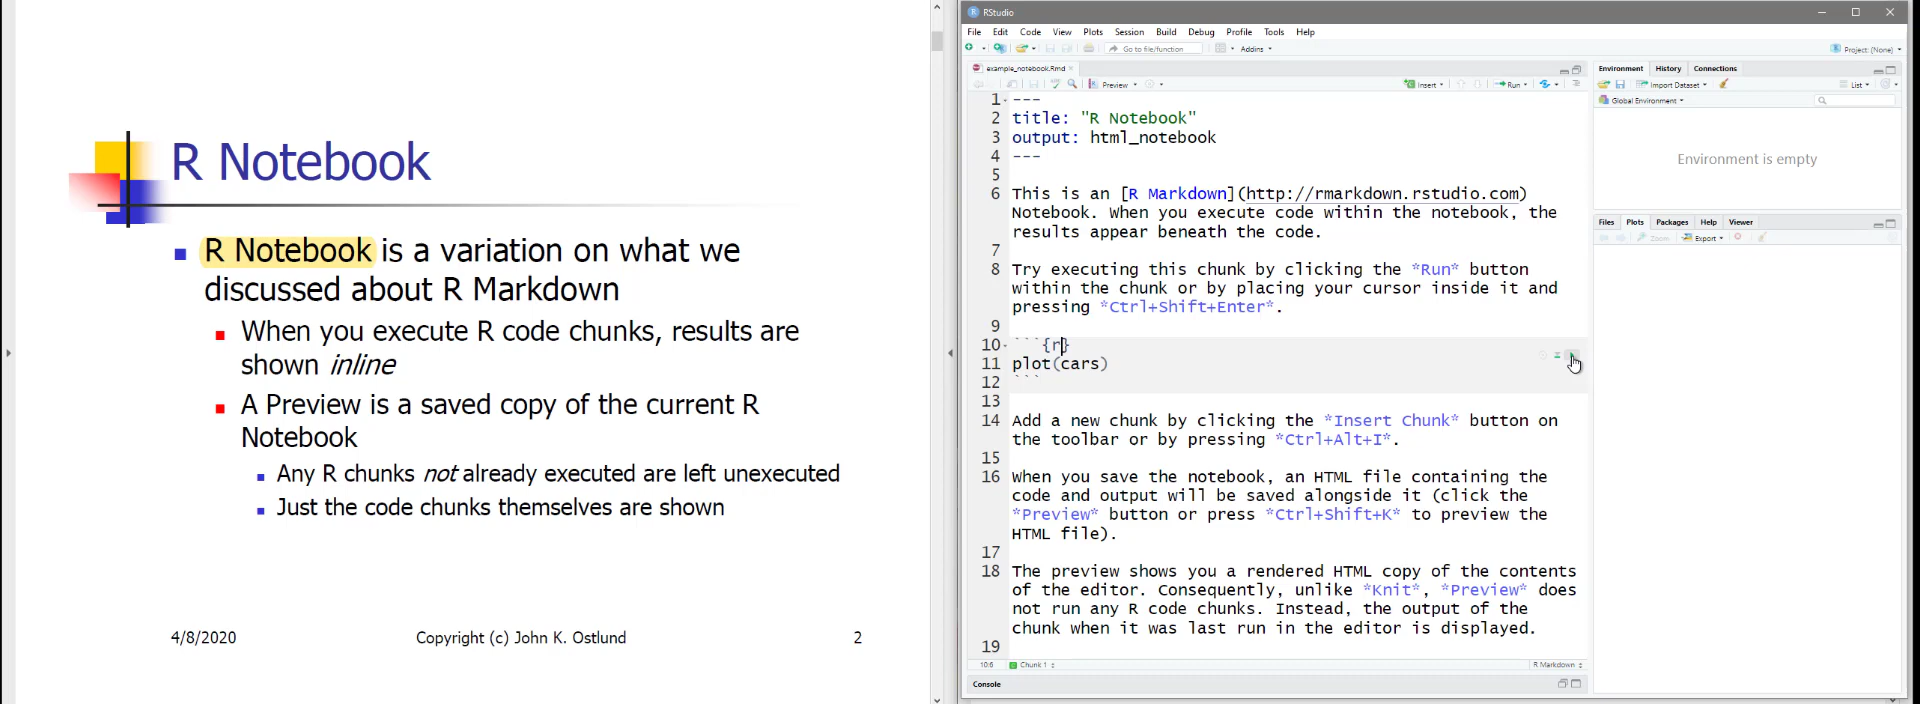 R Notebook
R Notebook is a variation on what we
discussed about R Markdown
When you execute R code chunks, results are
shown inline
A Preview is a saved copy of the current R
Notebook
Any R chunks not already executed are left unexecuted
Just the code chunks themselves are shown
4/8/2020
Copyright (c) John K. Ostlund
2
RStudio
File Edit Code View Plots Session Build Debug Profile Tools Help
Go to file/function
Addins
Project: (None)
example_notebook.Rmd
Preview
Insert
Run
1 ---
2 title: "R Notebook"
3 output: html_notebook
4 ---
5
6 This is an [R Markdown](http://rmarkdown.rstudio.com)
Notebook. When you execute code within the notebook, the
results appear beneath the code.
7
8 Try executing this chunk by clicking the *Run* button
within the chunk or by placing your cursor inside it and
pressing *Ctrl+Shift+Enter*.
9
10 ```{r}
11 plot(cars)
12 ```
13
14 Add a new chunk by clicking the *Insert Chunk* button on
the toolbar or by pressing *Ctrl+Alt+I*.
15
16 When you save the notebook, an HTML file containing the
code and output will be saved alongside it (click the
*Preview* button or press *Ctrl+Shift+K* to preview the
HTML file).
17
18 The preview shows you a rendered HTML copy of the contents
of the editor. Consequently, unlike *Knit*, *Preview* does
not run any R code chunks. Instead, the output of the
chunk when it was last run in the editor is displayed.
19
10:6
Chunk 1
R Markdown
Console
Environment History Connections
Import Dataset
List
Global Environment
Environment is empty
Files Plots Packages Help Viewer
Zoom
Export